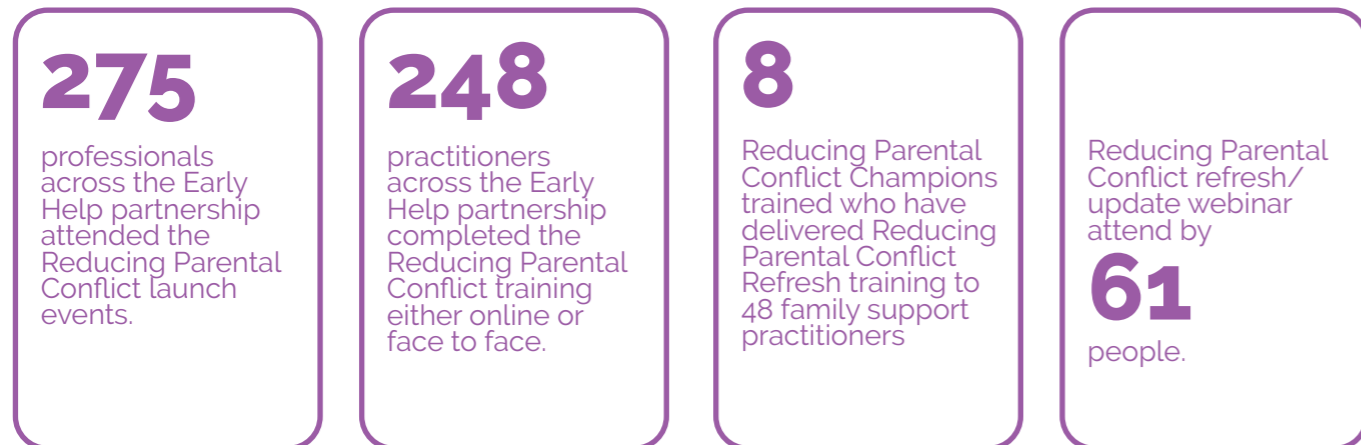 275
professionals
across the Early
Help partnership
attended the
Reducing Parental
Conflict launch
events.
248
practitioners
across the Early
Help partnership
completed the
Reducing Parental
Conflict training
either online or
face to face.
8
Reducing Parental
Conflict Champions
trained who have
delivered Reducing
Parental Conflict
Refresh training to
48 family support
practitioners
Reducing Parental
Conflict refresh/
update webinar
attend by
61
people.